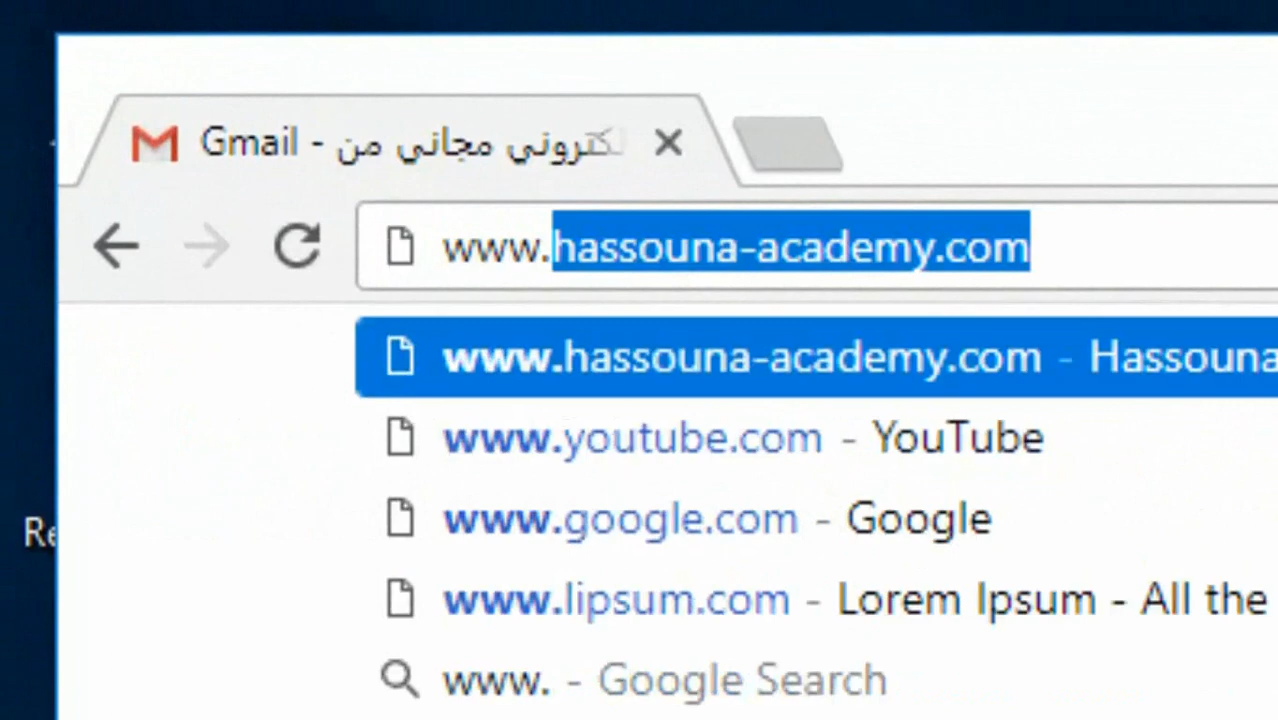 Gmail - كتروني مجاني من
www.hassouna-academy.com
www.hassouna-academy.com - Hassouna
www.youtube.com - YouTube
www.google.com - Google
www.lipsum.com - Lorem Ipsum - All the
Re
www. - Google Search